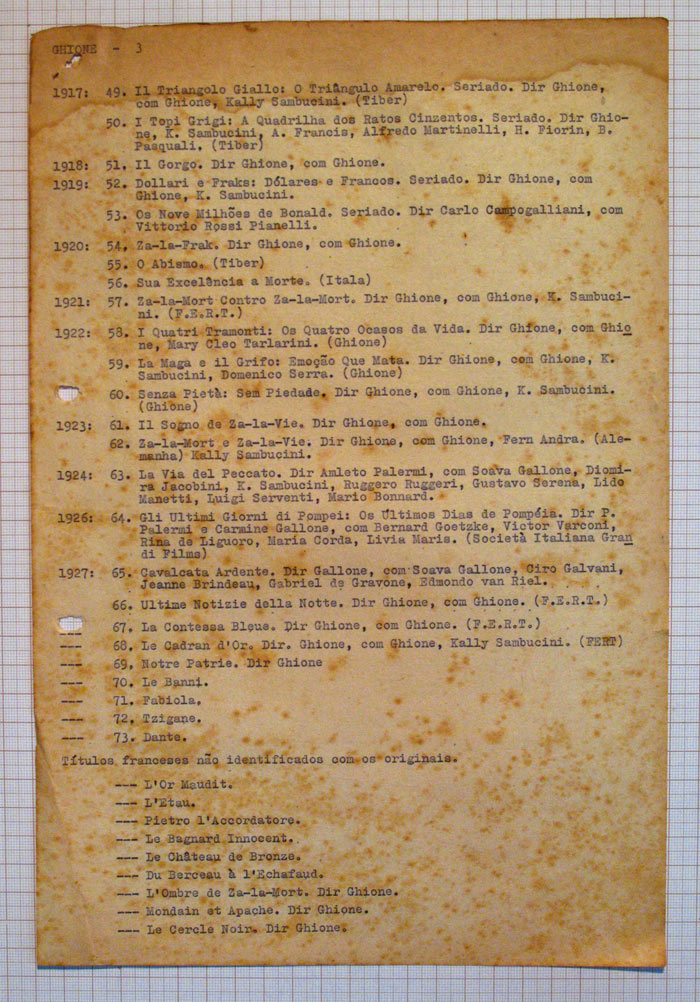 GHIONE - 3
1917: 49. Il Triangolo Giallo: O Triângulo Amarelo. Seriado. Dir Ghione,
com Ghione, Kally Sambucini. (Tiber)
50. I Topi Grigi: A Quadrilha dos Ratos Cinzentos. Seriado. Dir Ghio-
ne, K. Sambucini, A. Francis, Alfredo Martinelli, H. Fiorin, B.
Pasquali. (Tiber)
1918: 51. Il Gorgo. Dir Ghione, com Ghione.
1919: 52. Dollari e Fraks: Dólares e Francos. Seriado. Dir Ghione, com
Ghione, K. Sambucini.
53. Os Nove Milhões de Bonald. Seriado. Dir Carlo Campogalliani, com
Vittorio Rossi Pianelli.
1920: 54. Za-la-Frak. Dir Ghione, com Ghione.
55. O Abismo. (Tiber)
56. Sua Excelência a Morte. (Itala)
1921: 57. Za-la-Mort Contro Za-la-Mort. Dir Ghione, com Ghione, K. Sambuci-
ni. (F.E.R.T.)
1922: 58. I Quatri Tramonti: Os Quatro Ocasos da Vida. Dir Ghione, com Ghio
ne, Mary Cleo Tarlarini. (Ghione)
59. La Maga e il Grifo: Emoção Que Mata. Dir Ghione, com Ghione, K.
Sambucini, Domenico Serra. (Ghione)
60. Senza Pietà: Sem Piedade. Dir Ghione, com Ghione, K. Sambucini.
(Ghione)
1923: 61. Il Sogno de Za-la-Vie. Dir Ghione, com Ghione.
62. Za-la-Mort e Za-la-Vie. Dir Ghione, com Ghione, Fern Andra. (Ale-
manha) Kally Sambucini.
1924: 63. La Via del Peccato. Dir Amleto Palermi, com Soava Gallone, Diomi-
ra Jacobini, K. Sambucini, Ruggero Ruggeri, Gustavo Serena, Lido
Manetti, Luigi Serventi, Mario Bonnard.
1926: 64. Gli Ultimi Giorni di Pompei: Os Últimos Dias de Pompéia. Dir P.
Palermi e Carmine Gallone, com Bernard Goetzke, Victor Varconi,
Rina de Liguoro, Maria Corda, Livia Maris. (Società Italiana Gran
di Films)
1927: 65. Cavalcata Ardente. Dir Gallone, com Soava Gallone, Ciro Galvani,
Jeanne Brindeau, Gabriel de Gravone, Edmondo van Riel.
66. Ultime Notizie della Notte. Dir Ghione, com Ghione. (F.E.R.T.)
--- 67. La Contessa Bleue. Dir Ghione, com Ghione. (F.E.R.T.)
--- 68. Le Cadran d'Or. Dir. Ghione, com Ghione, Kally Sambucini. (FERT)
--- 69. Notre Patrie. Dir Ghione
--- 70. Le Banni.
--- 71. Fabiola.
--- 72. Tzigane.
--- 73. Dante.
Títulos franceses não identificados com os originais.
--- L'Or Maudit.
--- L'Etau.
--- Pietro l'Accordatore.
--- Le Bagnard Innocent.
--- Le Château de Bronze.
--- Du Berceau à l'Echafaud.
--- L'Ombre de Za-la-Mort. Dir Ghione.
--- Mondain et Apache. Dir Ghione.
--- Le Cercle Noir. Dir Ghione.